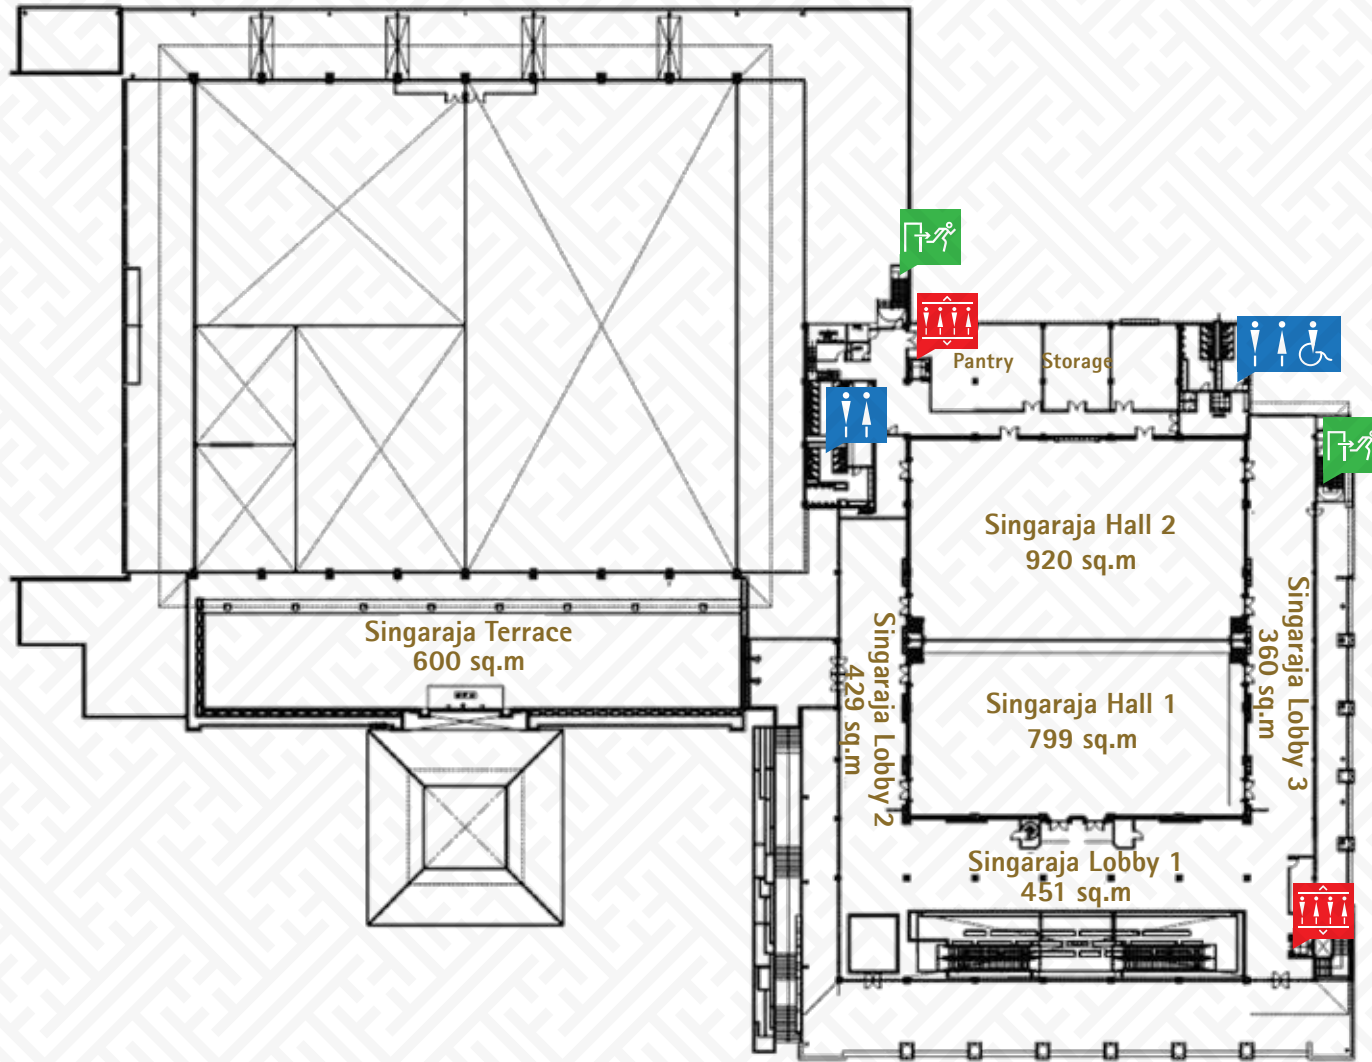 Pantry
Storage
Singaraja Hall 2
920 sq.m
Singaraja Terrace
600 sq.m
Singaraja Lobby 2
429 sq.m
Singaraja Hall 1
799 sq.m
Singaraja Lobby 3
360 sq.m
Singaraja Lobby 1
451 sq.m